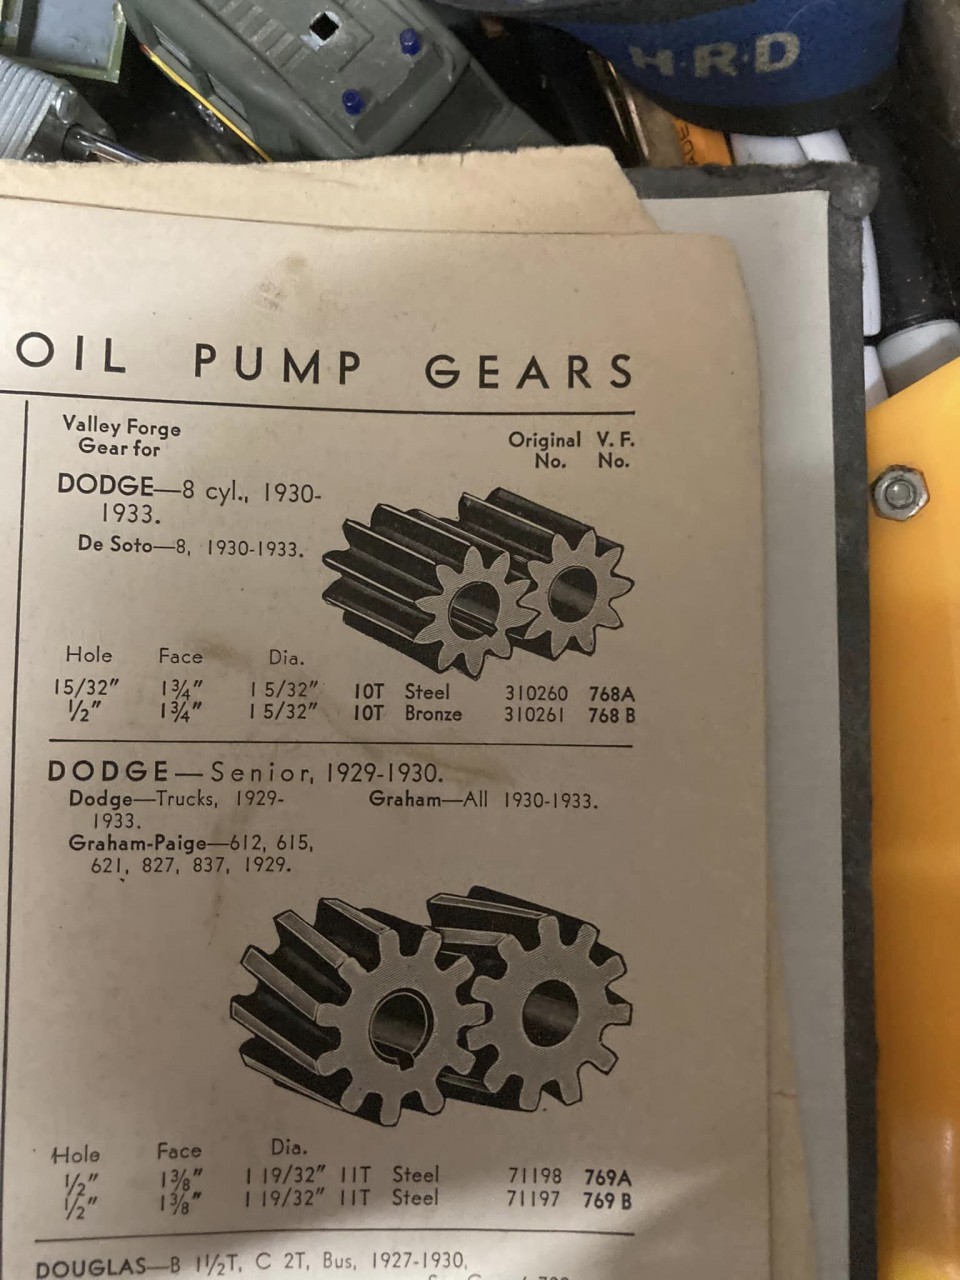 H·R·D
OIL PUMP GEARS
Valley Forge
Gear for
Original V. F.
No. No.
DODGE—8 cyl., 1930-
1933.
De Soto—8, 1930-1933.
Hole Face Dia.
15/32" 1¾" 1 5/32" 10T Steel 310260 768A
½" 1¾" 1 5/32" 10T Bronze 310261 768 B
DODGE—Senior, 1929-1930.
Dodge—Trucks, 1929- Graham—All 1930-1933.
1933.
Graham-Paige—612, 615,
621, 827, 837, 1929.
Hole Face Dia.
½" 1⅜" 1 19/32" 11T Steel 71198 769A
½" 1⅜" 1 19/32" 11T Steel 71197 769 B
DOUGLAS—B 1½T, C 2T, Bus, 1927-1930,